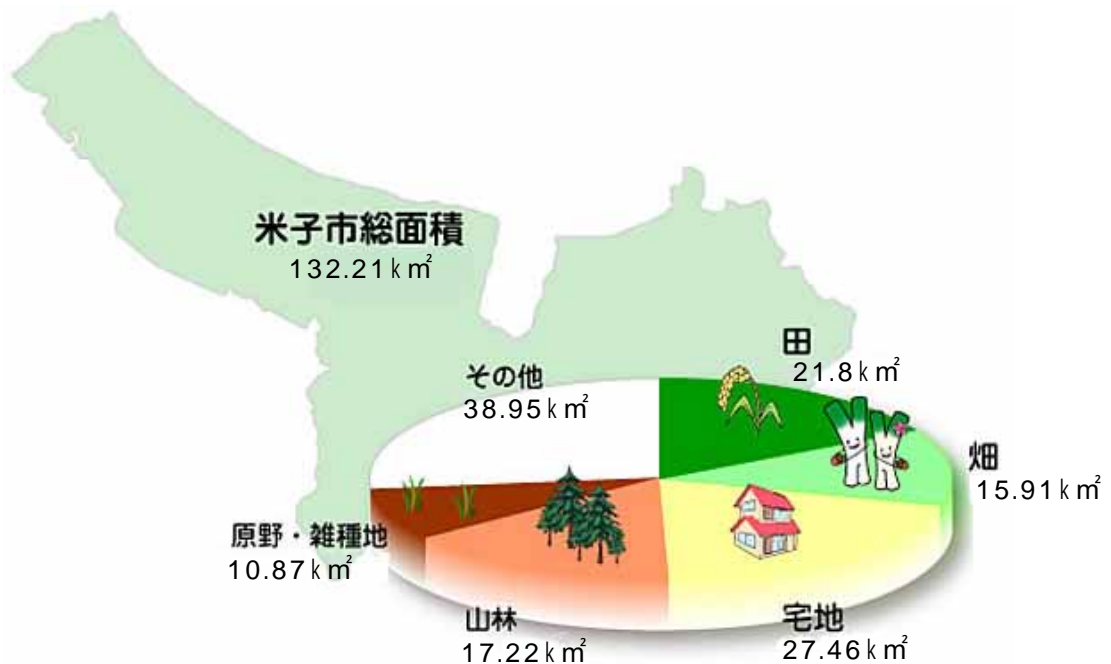 米子市総面積
132.21k㎡
田
21.8k㎡
その他
38.95k㎡
畑
15.91k㎡
原野・雑種地
10.87k㎡
山林
17.22k㎡
宅地
27.46k㎡